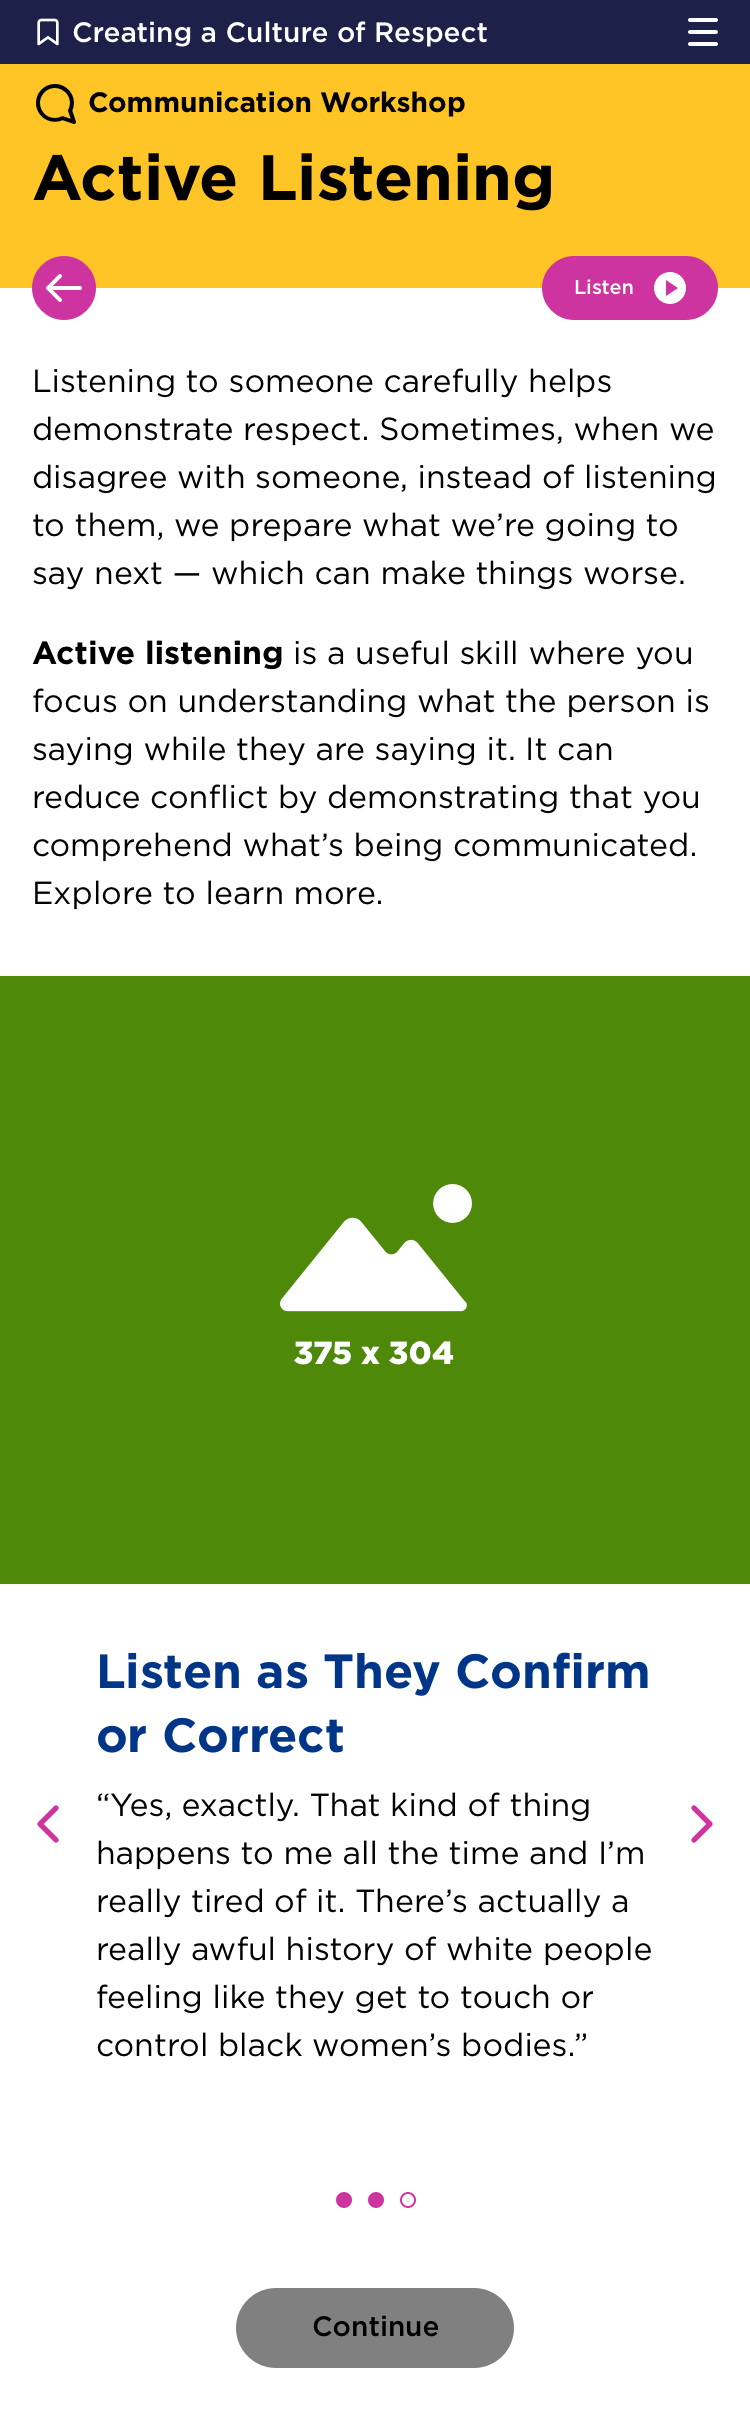 Creating a Culture of Respect
Communication Workshop
Active Listening
Listen
Listening to someone carefully helps
demonstrate respect. Sometimes, when we
disagree with someone, instead of listening
to them, we prepare what we’re going to
say next — which can make things worse.
Active listening is a useful skill where you
focus on understanding what the person is
saying while they are saying it. It can
reduce conflict by demonstrating that you
comprehend what’s being communicated.
Explore to learn more.
375 x 304
Listen as They Confirm
or Correct
“Yes, exactly. That kind of thing
happens to me all the time and I’m
really tired of it. There’s actually a
really awful history of white people
feeling like they get to touch or
control black women’s bodies.”
Continue